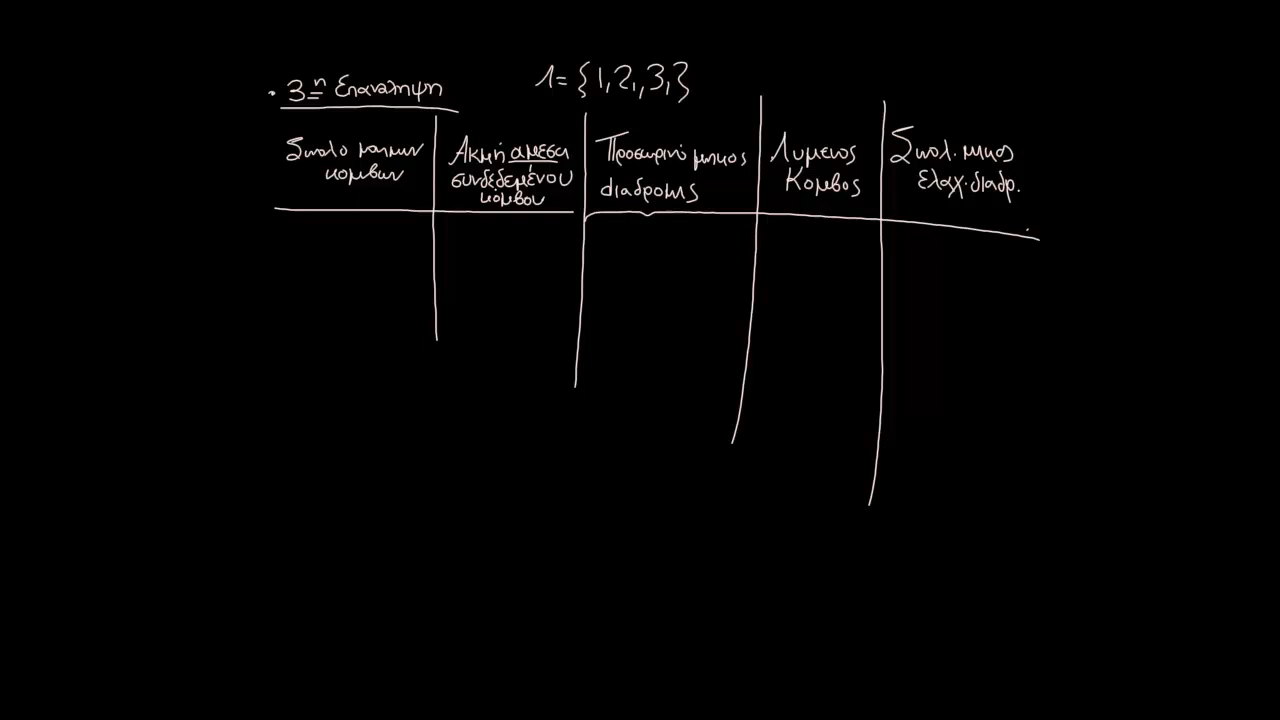 · 3η Επανάληψη
Λ = {1, 2, 3, }
Συνολο μονιμων
κομβων
Ακμή άμεσα
συνδεδεμένου
κόμβου
Προσωρινό μηκος
διαδρομης
Λυμενος
Κομβος
Συνολ. μηκος
ελαχ. διαδρ.